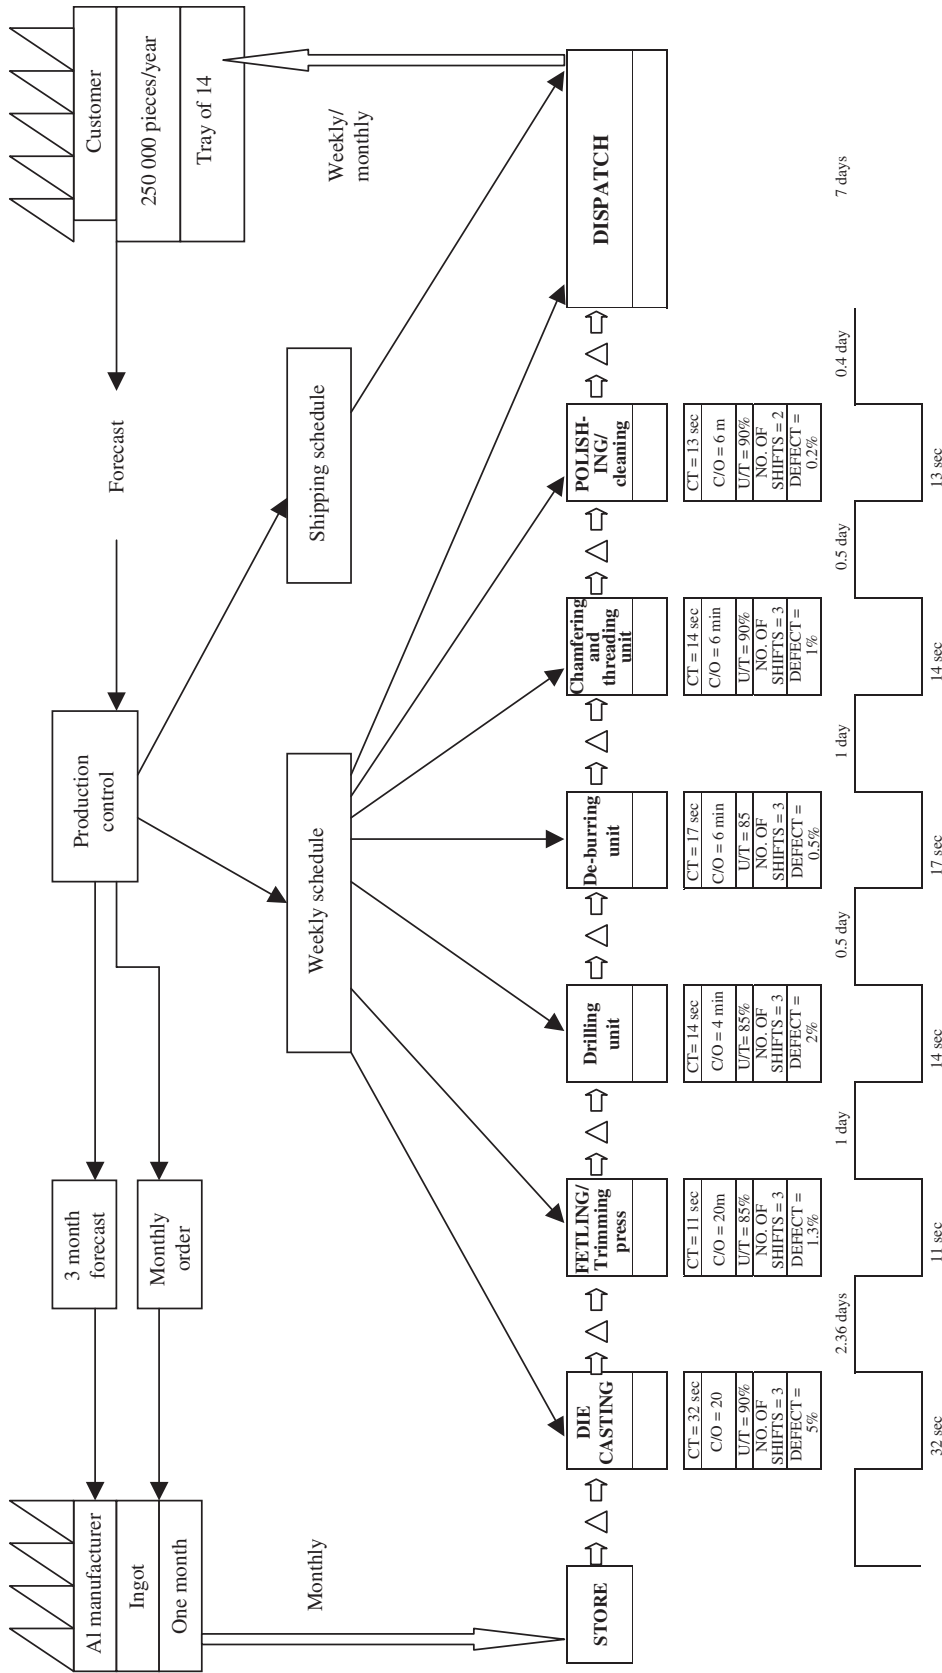 Al manufacturer
Ingot
One month
3 month
forecast
Monthly
order
Production
control
Forecast
Customer
250 000 pieces/year
Tray of 14
Monthly
Weekly schedule
Shipping schedule
Weekly/
monthly
STORE
DIE
CASTING
FETLING/
Trimming
press
Drilling
unit
De-burring
unit
Chamfering
and
threading
unit
POLISH-
ING/
cleaning
DISPATCH
CT = 32 sec
C/O = 20
U/T = 90%
NO. OF
SHIFTS = 3
DEFECT =
5%
CT = 11 sec
C/O = 20m
U/T = 85%
NO. OF
SHIFTS = 3
DEFECT =
1.3%
CT= 14 sec
C/O = 4 min
U/T= 85%
NO. OF
SHIFTS = 3
DEFECT =
2%
CT = 17 sec
C/O = 6 min
U/T = 85
NO. OF
SHIFTS = 3
DEFECT =
0.5%
CT = 14 sec
C/O = 6 min
U/T = 90%
NO. OF
SHIFTS = 3
DEFECT =
1%
CT = 13 sec
C/O = 6 m
U/T = 90%
NO. OF
SHIFTS = 2
DEFECT =
0.2%
2.36 days
1 day
0.5 day
1 day
0.5 day
0.4 day
7 days
32 sec
11 sec
14 sec
17 sec
14 sec
13 sec